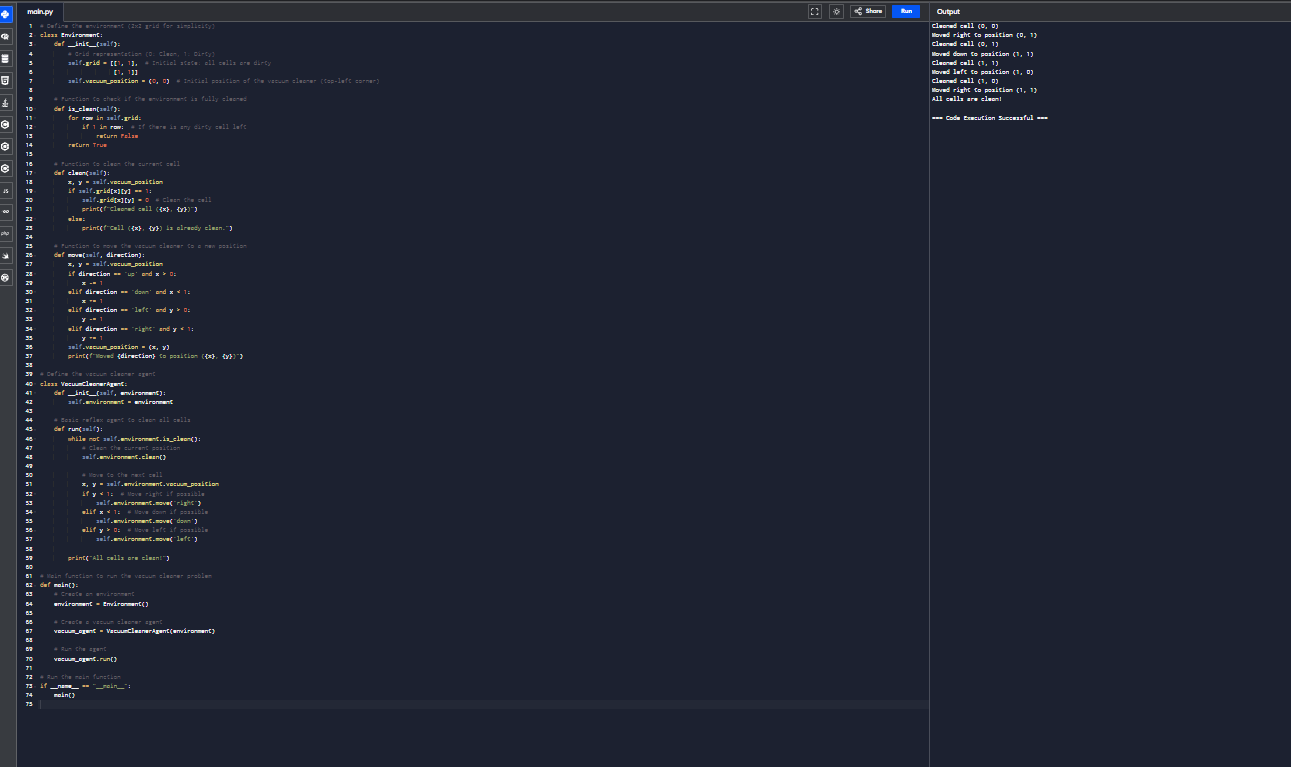 main.py
Share
Run
Output
1 # Define the environment (2x2 grid for simplicity)
2 class Environment:
3 def __init__(self):
4 # Grid representation (0: Clean, 1: Dirty)
5 self.grid = [[1, 1], # Initial state: all cells are dirty
6 [1, 1]]
7 self.vacuum_position = (0, 0) # Initial position of the vacuum cleaner (top-left corner)
8
9 # Function to check if the environment is fully cleaned
10 def is_clean(self):
11 for row in self.grid:
12 if 1 in row: # If there is any dirty cell left
13 return False
14 return True
15
16 # Function to clean the current cell
17 def clean(self):
18 x, y = self.vacuum_position
19 if self.grid[x][y] == 1:
20 self.grid[x][y] = 0 # Clean the cell
21 print(f"Cleaned cell ({x}, {y})")
22 else:
23 print(f"Cell ({x}, {y}) is already clean.")
24
25 # Function to move the vacuum cleaner to a new position
26 def move(self, direction):
27 x, y = self.vacuum_position
28 if direction == 'up' and x > 0:
29 x -= 1
30 elif direction == 'down' and x < 1:
31 x += 1
32 elif direction == 'left' and y > 0:
33 y -= 1
34 elif direction == 'right' and y < 1:
35 y += 1
36 self.vacuum_position = (x, y)
37 print(f"Moved {direction} to position ({x}, {y})")
38
39 # Define the vacuum cleaner agent
40 class VacuumCleanerAgent:
41 def __init__(self, environment):
42 self.environment = environment
43
44 # Basic reflex agent to clean all cells
45 def run(self):
46 while not self.environment.is_clean():
47 # Clean the current position
48 self.environment.clean()
49
50 # Move to the next cell
51 x, y = self.environment.vacuum_position
52 if y < 1: # Move right if possible
53 self.environment.move('right')
54 elif x < 1: # Move down if possible
55 self.environment.move('down')
56 elif y > 0: # Move left if possible
57 self.environment.move('left')
58
59 print("All cells are clean!")
60
61 # Main function to run the vacuum cleaner problem
62 def main():
63 # Create an environment
64 environment = Environment()
65
66 # Create a vacuum cleaner agent
67 vacuum_agent = VacuumCleanerAgent(environment)
68
69 # Run the agent
70 vacuum_agent.run()
71
72 # Run the main function
73 if __name__ == "__main__":
74 main()
75
Cleaned cell (0, 0)
Moved right to position (0, 1)
Cleaned cell (0, 1)
Moved down to position (1, 1)
Cleaned cell (1, 1)
Moved left to position (1, 0)
Cleaned cell (1, 0)
Moved right to position (1, 1)
All cells are clean!
=== Code Execution Successful ===
JS
php